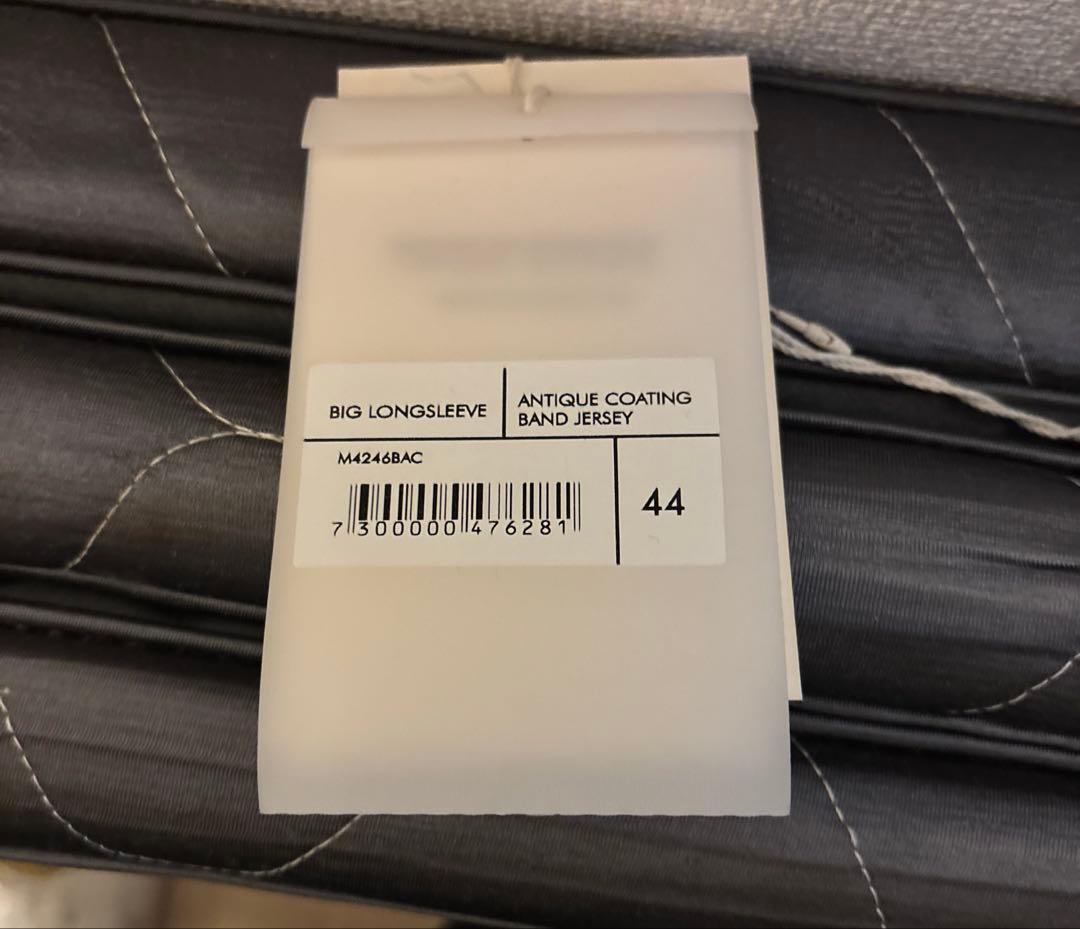 BIG LONGSLEEVE
ANTIQUE COATING
BAND JERSEY
M4246BAC
7 300000 476281
44